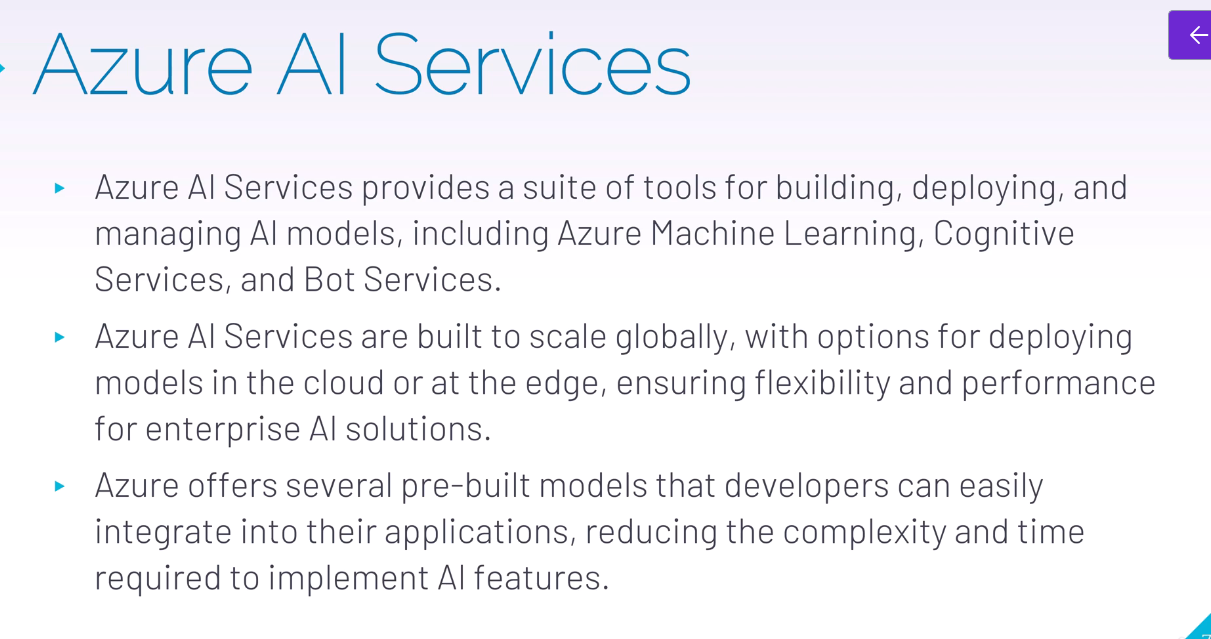 Azure AI Services
Azure AI Services provides a suite of tools for building, deploying, and
managing AI models, including Azure Machine Learning, Cognitive
Services, and Bot Services.
Azure AI Services are built to scale globally, with options for deploying
models in the cloud or at the edge, ensuring flexibility and performance
for enterprise AI solutions.
Azure offers several pre-built models that developers can easily
integrate into their applications, reducing the complexity and time
required to implement AI features.